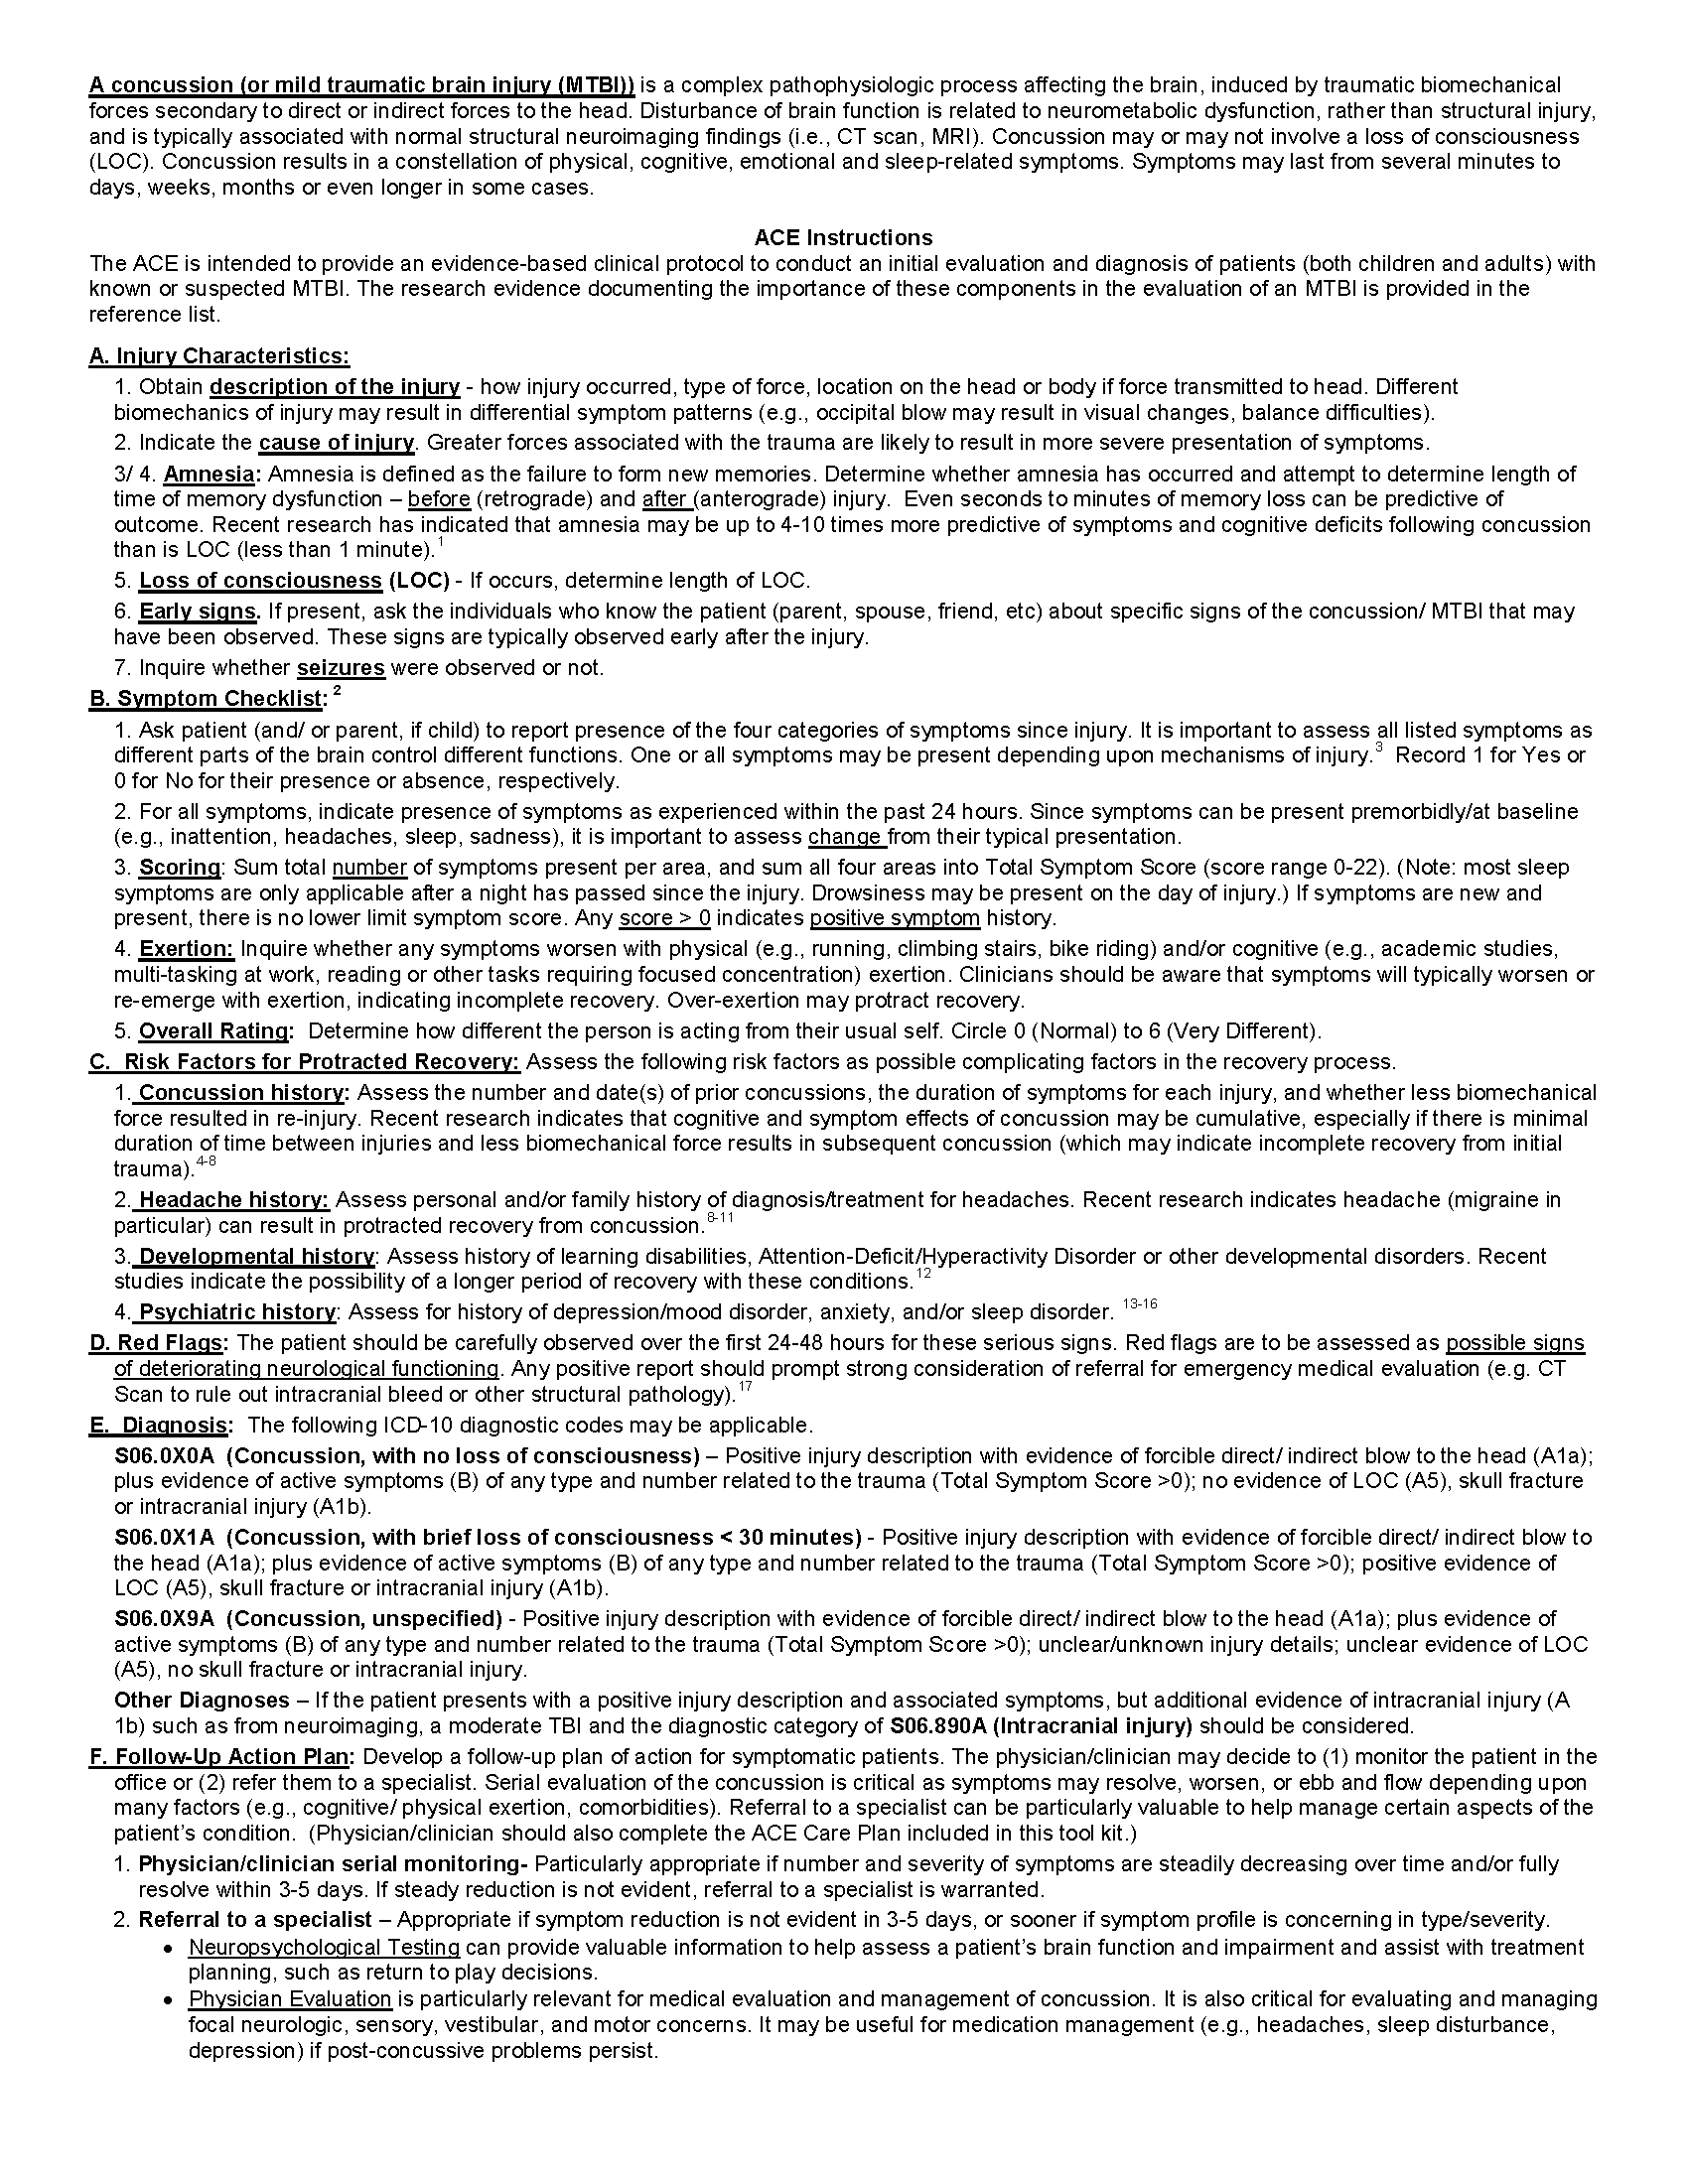 A concussion (or mild traumatic brain injury (MTBI)) is a complex pathophysiologic process affecting the brain, induced by traumatic biomechanical
forces secondary to direct or indirect forces to the head. Disturbance of brain function is related to neurometabolic dysfunction, rather than structural injury,
and is typically associated with normal structural neuroimaging findings (i.e., CT scan, MRI). Concussion may or may not involve a loss of consciousness
(LOC). Concussion results in a constellation of physical, cognitive, emotional and sleep-related symptoms. Symptoms may last from several minutes to
days, weeks, months or even longer in some cases.
ACE Instructions
The ACE is intended to provide an evidence-based clinical protocol to conduct an initial evaluation and diagnosis of patients (both children and adults) with
known or suspected MTBI. The research evidence documenting the importance of these components in the evaluation of an MTBI is provided in the
reference list.
A. Injury Characteristics:
1. Obtain description of the injury - how injury occurred, type of force, location on the head or body if force transmitted to head. Different
biomechanics of injury may result in differential symptom patterns (e.g., occipital blow may result in visual changes, balance difficulties).
2. Indicate the cause of injury. Greater forces associated with the trauma are likely to result in more severe presentation of symptoms.
3/ 4. Amnesia: Amnesia is defined as the failure to form new memories. Determine whether amnesia has occurred and attempt to determine length of
time of memory dysfunction – before (retrograde) and after (anterograde) injury. Even seconds to minutes of memory loss can be predictive of
outcome. Recent research has indicated that amnesia may be up to 4-10 times more predictive of symptoms and cognitive deficits following concussion
than is LOC (less than 1 minute).1
5. Loss of consciousness (LOC) - If occurs, determine length of LOC.
6. Early signs. If present, ask the individuals who know the patient (parent, spouse, friend, etc) about specific signs of the concussion/ MTBI that may
have been observed. These signs are typically observed early after the injury.
7. Inquire whether seizures were observed or not.
B. Symptom Checklist: 2
1. Ask patient (and/ or parent, if child) to report presence of the four categories of symptoms since injury. It is important to assess all listed symptoms as
different parts of the brain control different functions. One or all symptoms may be present depending upon mechanisms of injury.3 Record 1 for Yes or
0 for No for their presence or absence, respectively.
2. For all symptoms, indicate presence of symptoms as experienced within the past 24 hours. Since symptoms can be present premorbidly/at baseline
(e.g., inattention, headaches, sleep, sadness), it is important to assess change from their typical presentation.
3. Scoring: Sum total number of symptoms present per area, and sum all four areas into Total Symptom Score (score range 0-22). (Note: most sleep
symptoms are only applicable after a night has passed since the injury. Drowsiness may be present on the day of injury.) If symptoms are new and
present, there is no lower limit symptom score. Any score > 0 indicates positive symptom history.
4. Exertion: Inquire whether any symptoms worsen with physical (e.g., running, climbing stairs, bike riding) and/or cognitive (e.g., academic studies,
multi-tasking at work, reading or other tasks requiring focused concentration) exertion. Clinicians should be aware that symptoms will typically worsen or
re-emerge with exertion, indicating incomplete recovery. Over-exertion may protract recovery.
5. Overall Rating: Determine how different the person is acting from their usual self. Circle 0 (Normal) to 6 (Very Different).
C. Risk Factors for Protracted Recovery: Assess the following risk factors as possible complicating factors in the recovery process.
1. Concussion history: Assess the number and date(s) of prior concussions, the duration of symptoms for each injury, and whether less biomechanical
force resulted in re-injury. Recent research indicates that cognitive and symptom effects of concussion may be cumulative, especially if there is minimal
duration of time between injuries and less biomechanical force results in subsequent concussion (which may indicate incomplete recovery from initial
trauma).4-8
2. Headache history: Assess personal and/or family history of diagnosis/treatment for headaches. Recent research indicates headache (migraine in
particular) can result in protracted recovery from concussion.8-11
3. Developmental history: Assess history of learning disabilities, Attention-Deficit/Hyperactivity Disorder or other developmental disorders. Recent
studies indicate the possibility of a longer period of recovery with these conditions.12
4. Psychiatric history: Assess for history of depression/mood disorder, anxiety, and/or sleep disorder. 13-16
D. Red Flags: The patient should be carefully observed over the first 24-48 hours for these serious signs. Red flags are to be assessed as possible signs
of deteriorating neurological functioning. Any positive report should prompt strong consideration of referral for emergency medical evaluation (e.g. CT
Scan to rule out intracranial bleed or other structural pathology).17
E. Diagnosis: The following ICD-10 diagnostic codes may be applicable.
S06.0X0A (Concussion, with no loss of consciousness) – Positive injury description with evidence of forcible direct/ indirect blow to the head (A1a);
plus evidence of active symptoms (B) of any type and number related to the trauma (Total Symptom Score >0); no evidence of LOC (A5), skull fracture
or intracranial injury (A1b).
S06.0X1A (Concussion, with brief loss of consciousness < 30 minutes) - Positive injury description with evidence of forcible direct/ indirect blow to
the head (A1a); plus evidence of active symptoms (B) of any type and number related to the trauma (Total Symptom Score >0); positive evidence of
LOC (A5), skull fracture or intracranial injury (A1b).
S06.0X9A (Concussion, unspecified) - Positive injury description with evidence of forcible direct/ indirect blow to the head (A1a); plus evidence of
active symptoms (B) of any type and number related to the trauma (Total Symptom Score >0); unclear/unknown injury details; unclear evidence of LOC
(A5), no skull fracture or intracranial injury.
Other Diagnoses – If the patient presents with a positive injury description and associated symptoms, but additional evidence of intracranial injury (A
1b) such as from neuroimaging, a moderate TBI and the diagnostic category of S06.890A (Intracranial injury) should be considered.
F. Follow-Up Action Plan: Develop a follow-up plan of action for symptomatic patients. The physician/clinician may decide to (1) monitor the patient in the
office or (2) refer them to a specialist. Serial evaluation of the concussion is critical as symptoms may resolve, worsen, or ebb and flow depending upon
many factors (e.g., cognitive/ physical exertion, comorbidities). Referral to a specialist can be particularly valuable to help manage certain aspects of the
patient's condition. (Physician/clinician should also complete the ACE Care Plan included in this tool kit.)
1. Physician/clinician serial monitoring- Particularly appropriate if number and severity of symptoms are steadily decreasing over time and/or fully
resolve within 3-5 days. If steady reduction is not evident, referral to a specialist is warranted.
2. Referral to a specialist – Appropriate if symptom reduction is not evident in 3-5 days, or sooner if symptom profile is concerning in type/severity.
• Neuropsychological Testing can provide valuable information to help assess a patient's brain function and impairment and assist with treatment
planning, such as return to play decisions.
• Physician Evaluation is particularly relevant for medical evaluation and management of concussion. It is also critical for evaluating and managing
focal neurologic, sensory, vestibular, and motor concerns. It may be useful for medication management (e.g., headaches, sleep disturbance,
depression) if post-concussive problems persist.